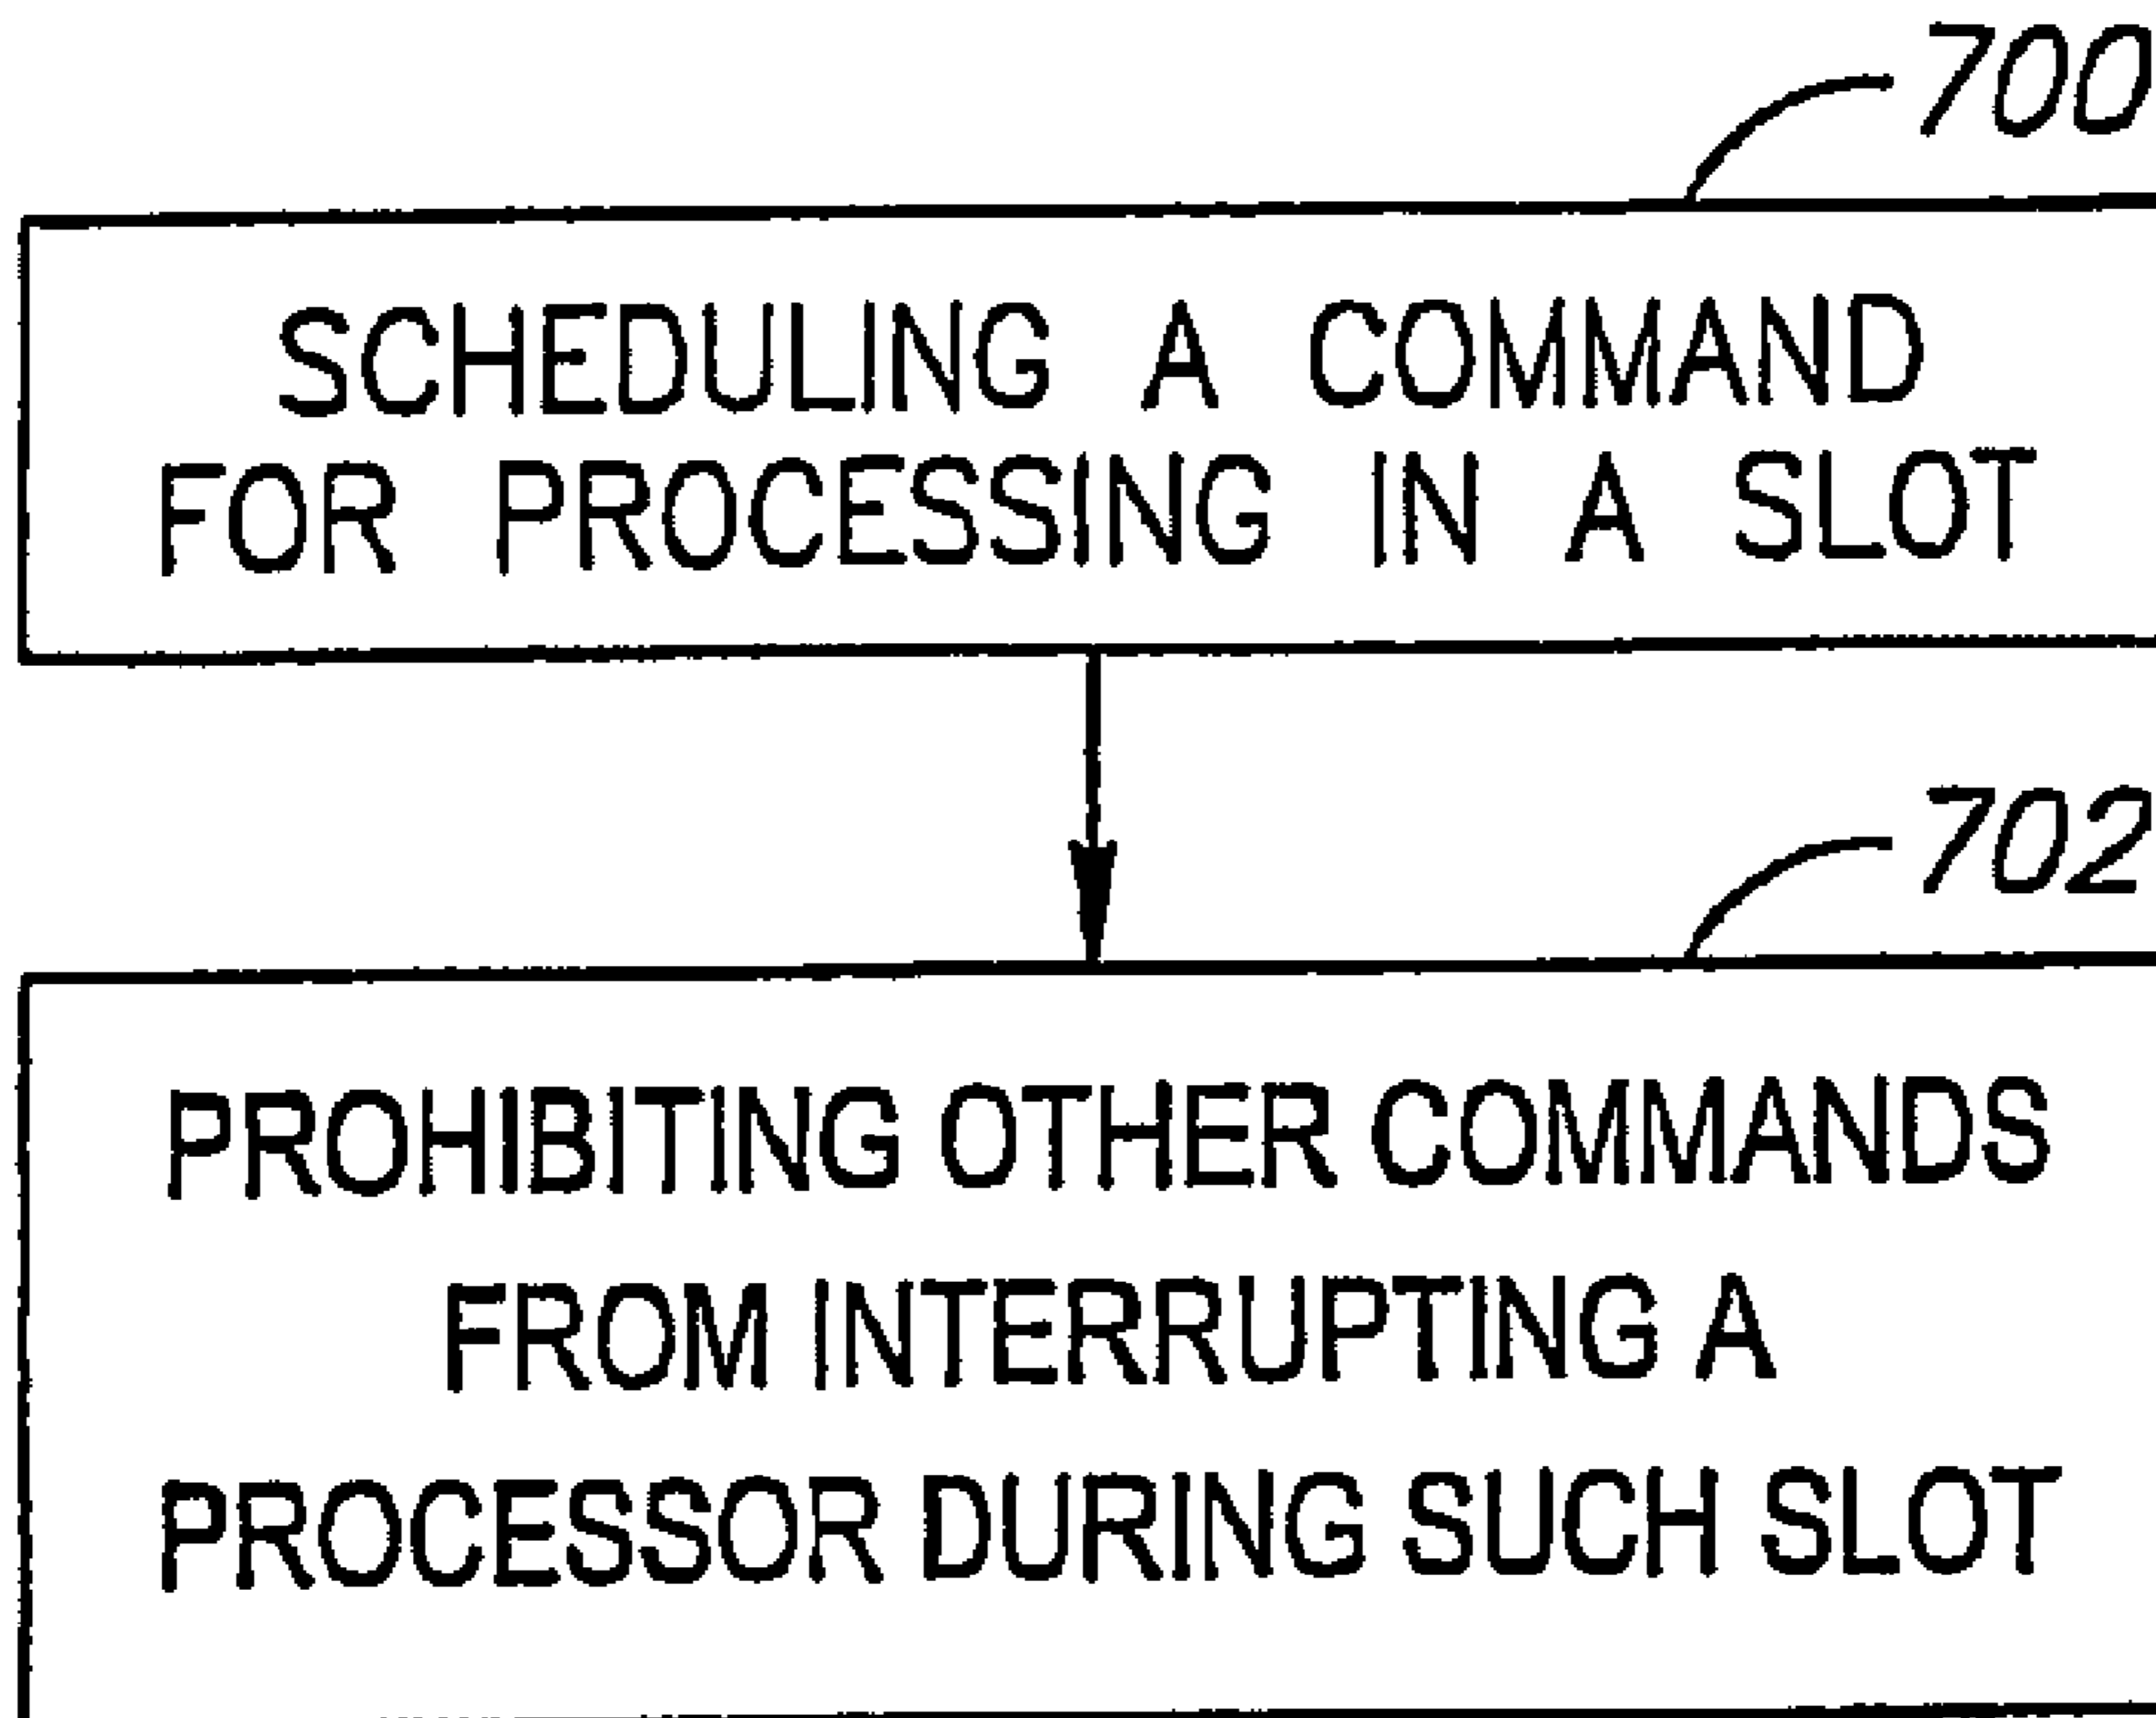 700
SCHEDULING A COMMAND
FOR PROCESSING IN A SLOT
702
PROHIBITING OTHER COMMANDS
FROM INTERRUPTING A
PROCESSOR DURING SUCH SLOT